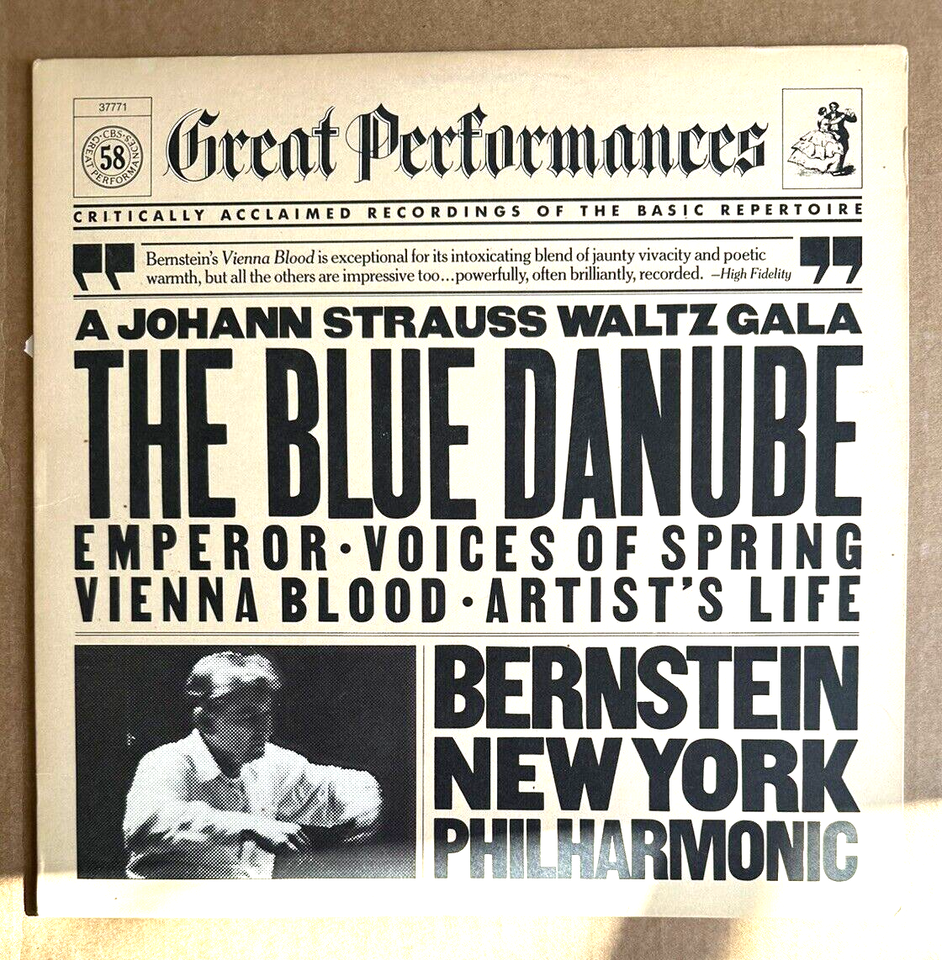 37771
·CBS·
58
GREAT PERFORMANCES
Great Performances
CRITICALLY ACCLAIMED RECORDINGS OF THE BASIC REPERTOIRE
" Bernstein's Vienna Blood is exceptional for its intoxicating blend of jaunty vivacity and poetic
warmth, but all the others are impressive too...powerfully, often brilliantly, recorded. –High Fidelity "
A JOHANN STRAUSS WALTZ GALA
THE BLUE DANUBE
EMPEROR · VOICES OF SPRING
VIENNA BLOOD · ARTIST'S LIFE
BERNSTEIN
NEW YORK
PHILHARMONIC